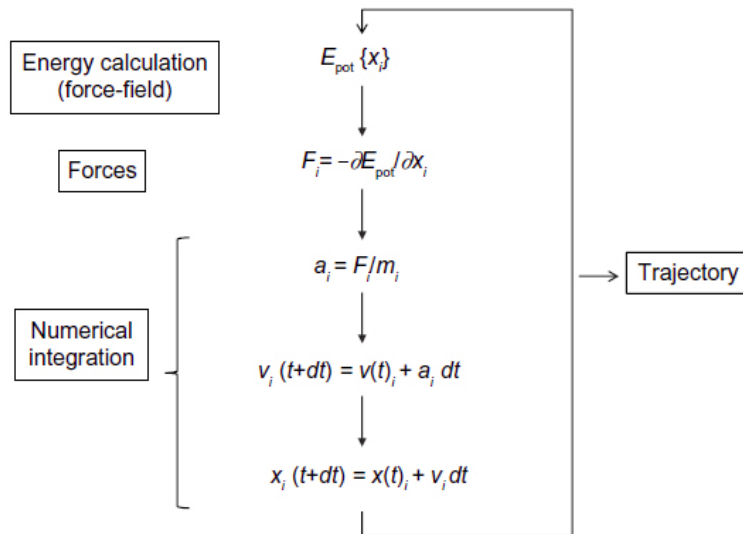 Energy calculation
(force-field)
E_pot {x_i}
Forces
F_i = −∂E_pot/∂x_i
a_i = F_i/m_i
Trajectory
Numerical
integration
v_i (t+dt) = v(t)_i + a_i dt
x_i (t+dt) = x(t)_i + v_i dt